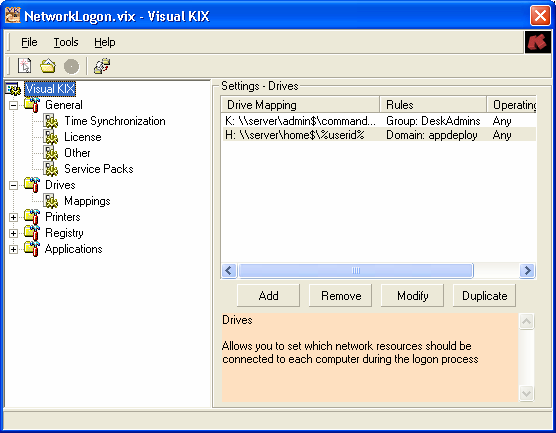 NetworkLogon.vix - Visual KIX
File Tools Help
Visual KIX
General
Time Synchronization
License
Other
Service Packs
Drives
Mappings
Printers
Registry
Applications
Settings - Drives
Drive Mapping Rules Operating
K: \\server\admin$\command... Group: DeskAdmins Any
H: \\server\home$\%userid% Domain: appdeploy Any
Add Remove Modify Duplicate
Drives
Allows you to set which network resources should be
connected to each computer during the logon process